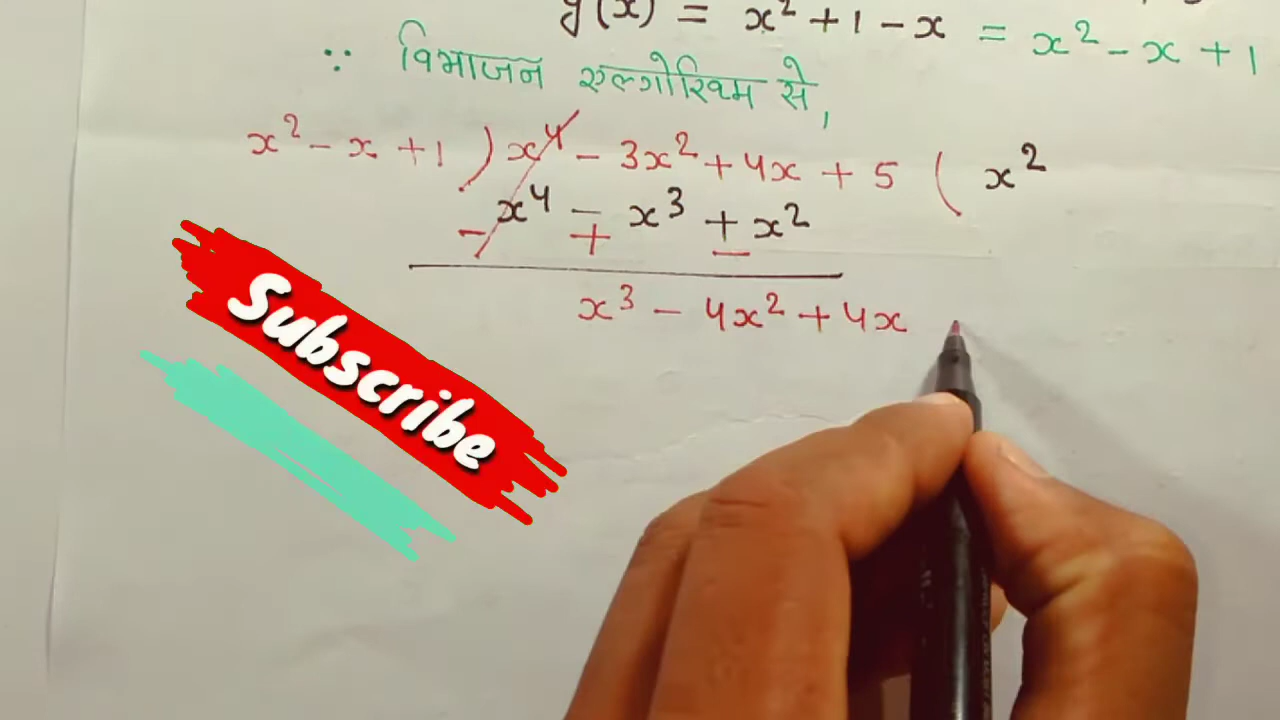 g(x) = x² + 1 - x = x² - x + 1
∵ विभाजन एल्गोरिथम से,
x² - x + 1 ) x⁴ - 3x² + 4x + 5 ( x²
x⁴ - x³ + x²
- + -
x³ - 4x² + 4x
Subscribe